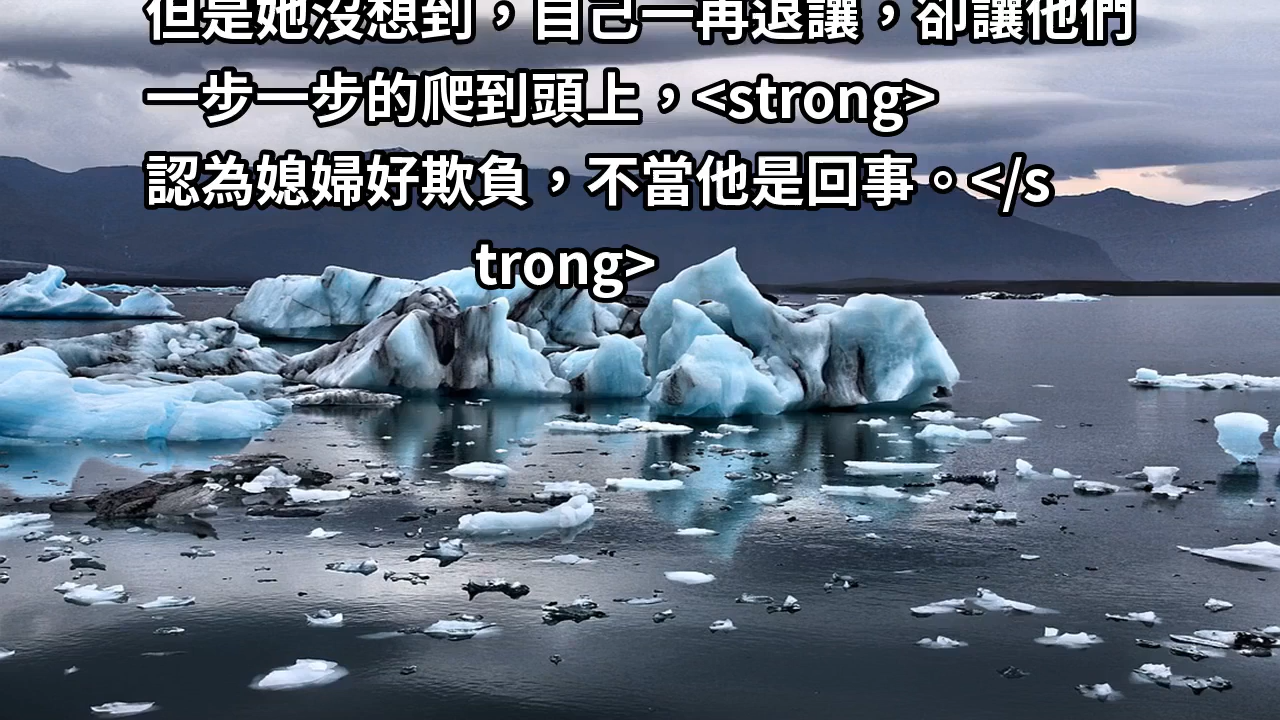 但是她沒想到，自己一再退讓，卻讓他們
一步一步的爬到頭上，<strong>
認為媳婦好欺負，不當他是回事。</s
trong>